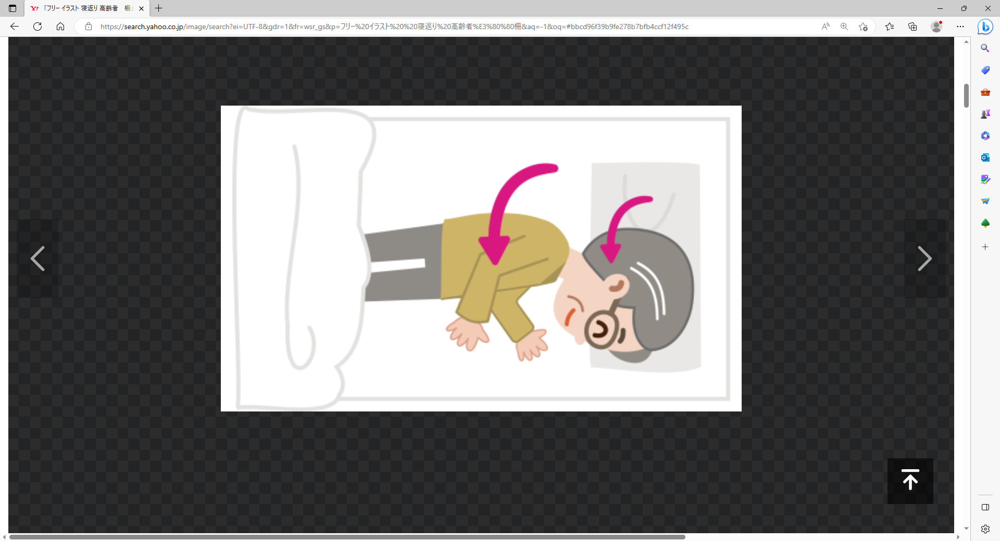 「フリー イラスト 寝返り 高齢者　柵」
https://search.yahoo.co.jp/image/search?ei=UTF-8&gdr=1&fr=wsr_gs&p=フリー%20イラスト%20%20寝返り%20高齢者%E3%80%80柵&aq=-1&oq=#bbcd96f39b9fe278b7bfb4ccf12f495c